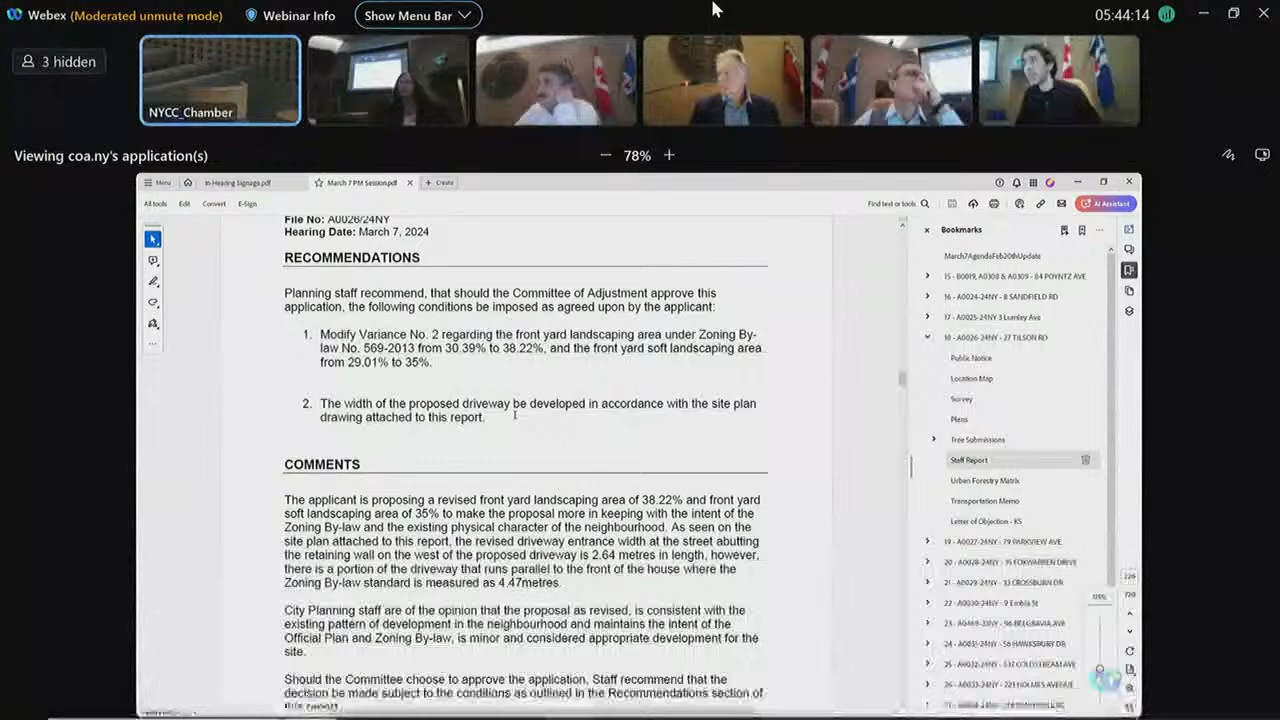 Webex (Moderated unmute mode) Webinar Info Show Menu Bar 05:44:14
3 hidden
NYCC_Chamber
Viewing coa.ny's application(s) 78%
Menu In-Hearing Signage.pdf March 7 PM Session.pdf Create
All tools Edit Convert E-Sign Find text or tools AI Assistant
File No: A0026/24NY
Hearing Date: March 7, 2024
RECOMMENDATIONS
Planning staff recommend, that should the Committee of Adjustment approve this
application, the following conditions be imposed as agreed upon by the applicant:
1. Modify Variance No. 2 regarding the front yard landscaping area under Zoning By-
law No. 569-2013 from 30.39% to 38.22%, and the front yard soft landscaping area
from 29.01% to 35%.
2. The width of the proposed driveway be developed in accordance with the site plan
drawing attached to this report.
COMMENTS
The applicant is proposing a revised front yard landscaping area of 38.22% and front yard
soft landscaping area of 35% to make the proposal more in keeping with the intent of the
Zoning By-law and the existing physical character of the neighbourhood. As seen on the
site plan attached to this report, the revised driveway entrance width at the street abutting
the retaining wall on the west of the proposed driveway is 2.64 metres in length, however,
there is a portion of the driveway that runs parallel to the front of the house where the
Zoning By-law standard is measured as 4.47metres.
City Planning staff are of the opinion that the proposal as revised, is consistent with the
existing pattern of development in the neighbourhood and maintains the intent of the
Official Plan and Zoning By-law, is minor and considered appropriate development for the
site.
Should the Committee choose to approve the application, Staff recommend that the
decision be made subject to the conditions as outlined in the Recommendations section of
Bookmarks
March7AgendaFeb20thUpdate
15 - B0019, A0308 & A0309 - 84 POYNTZ AVE
16 - A0024-24NY - 8 SANDFIELD RD
17 - A0025-24NY 3 Lumley Ave
18 - A0026-24NY - 27 TILSON RD
Public Notice
Location Map
Survey
Plans
Tree Submissions
Staff Report
Urban Forestry Matrix
Transportation Memo
Letter of Objection - KS
19 - A0027-24NY - 79 PARKVIEW AVE
20 - A0028-24NY - 35 FOXWARREN DRIVE
21 - A0029-24NY - 33 CROSSBURN DR
22 - A0030-24NY - 9 Embla St
23 - A0469-23NY - 96 BELGRAVIA AVE
24 - A0031-24NY - 56 HAWKSBURY DR
25 - A0032-24NY - 532 COLDSTREAM AVE
26 - A0033-24NY - 221 HOLMES AVENUE